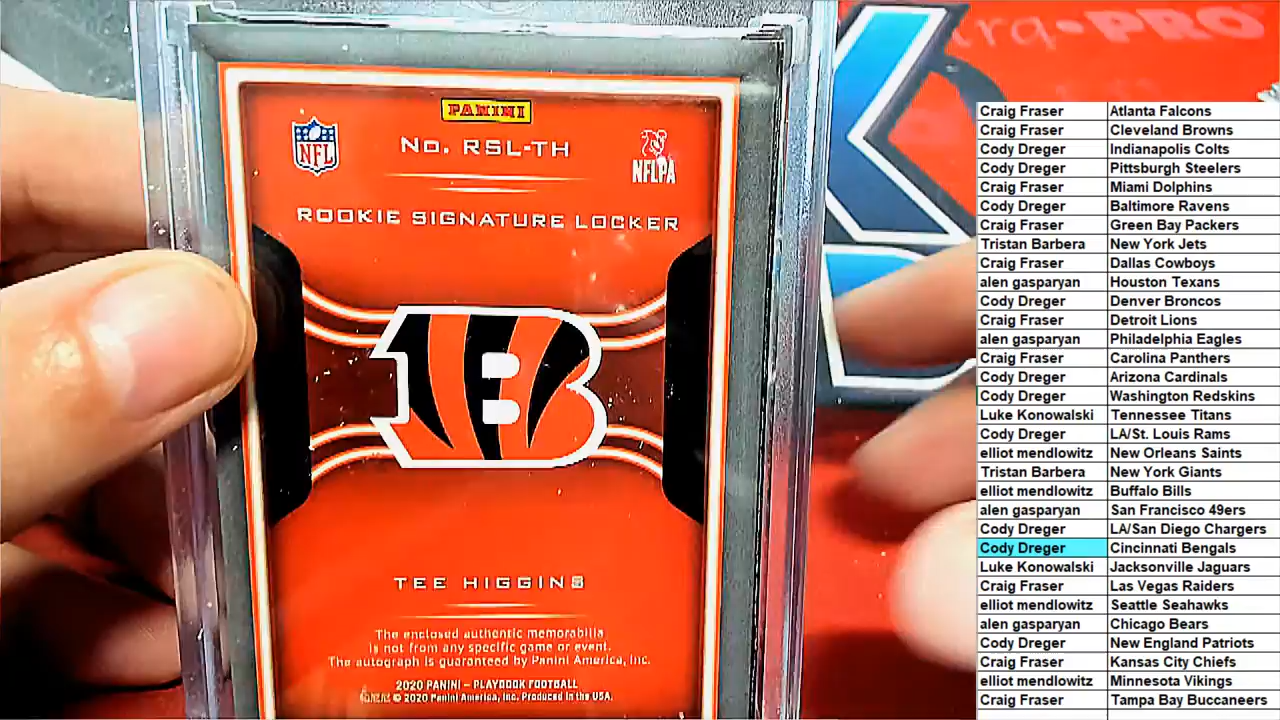 PANINI
NFL
No. RSL-TH
NFLPA
ROOKIE SIGNATURE LOCKER
B
TEE HIGGINS
The enclosed authentic memorabilia
is not from any specific game or event.
The autograph is guaranteed by Panini America, Inc.
2020 PANINI – PLAYBOOK FOOTBALL
© 2020 Panini America, Inc. Produced in the USA.
PRO
Craig Fraser Atlanta Falcons
Craig Fraser Cleveland Browns
Cody Dreger Indianapolis Colts
Cody Dreger Pittsburgh Steelers
Craig Fraser Miami Dolphins
Cody Dreger Baltimore Ravens
Craig Fraser Green Bay Packers
Tristan Barbera New York Jets
Craig Fraser Dallas Cowboys
alen gasparyan Houston Texans
Cody Dreger Denver Broncos
Craig Fraser Detroit Lions
alen gasparyan Philadelphia Eagles
Craig Fraser Carolina Panthers
Cody Dreger Arizona Cardinals
Cody Dreger Washington Redskins
Luke Konowalski Tennessee Titans
Cody Dreger LA/St. Louis Rams
elliot mendlowitz New Orleans Saints
Tristan Barbera New York Giants
elliot mendlowitz Buffalo Bills
alen gasparyan San Francisco 49ers
Cody Dreger LA/San Diego Chargers
Cody Dreger Cincinnati Bengals
Luke Konowalski Jacksonville Jaguars
Craig Fraser Las Vegas Raiders
elliot mendlowitz Seattle Seahawks
alen gasparyan Chicago Bears
Cody Dreger New England Patriots
Craig Fraser Kansas City Chiefs
elliot mendlowitz Minnesota Vikings
Craig Fraser Tampa Bay Buccaneers